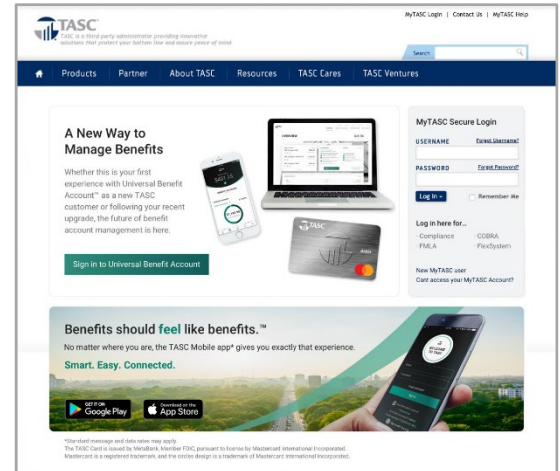 MyTASC Login | Contact Us | MyTASC Help
TASC
TASC is a third party administrator providing innovative
solutions that protect your bottom line and assure peace of mind
Search
Products Partner About TASC Resources TASC Cares TASC Ventures
A New Way to
Manage Benefits
Whether this is your first
experience with Universal Benefit
Account™ as a new TASC
customer or following your recent
upgrade, the future of benefit
account management is here.
Sign in to Universal Benefit Account
TASC
MyTASC Secure Login
USERNAME Forgot Username?
PASSWORD Forgot Password?
Log In Remember Me
Log in here for...
· Compliance · COBRA
· FMLA · FlexSystem
New MyTASC user
Cant access your MyTASC Account?
Benefits should feel like benefits.™
No matter where you are, the TASC Mobile app* gives you exactly that experience.
Smart. Easy. Connected.
GET IT ON
Google Play
Download on the
App Store
*Standard message and data rates may apply.
The TASC Card is issued by MetaBank, Member FDIC, pursuant to license by Mastercard International Incorporated.
Mastercard is a registered trademark, and the circles design is a trademark of Mastercard International Incorporated.